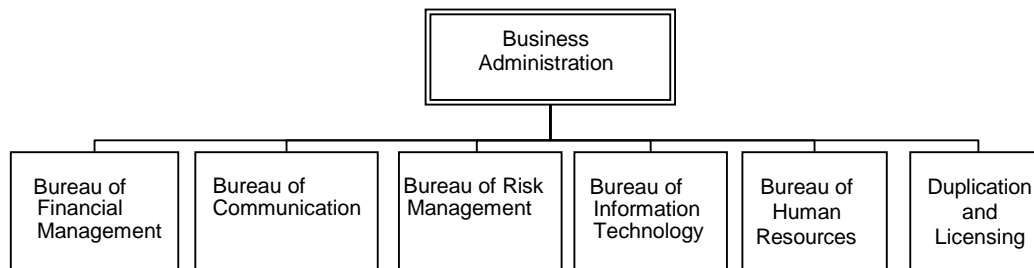 Business
Administration
Bureau of
Financial
Management
Bureau of
Communication
Bureau of Risk
Management
Bureau of
Information
Technology
Bureau of
Human
Resources
Duplication
and
Licensing